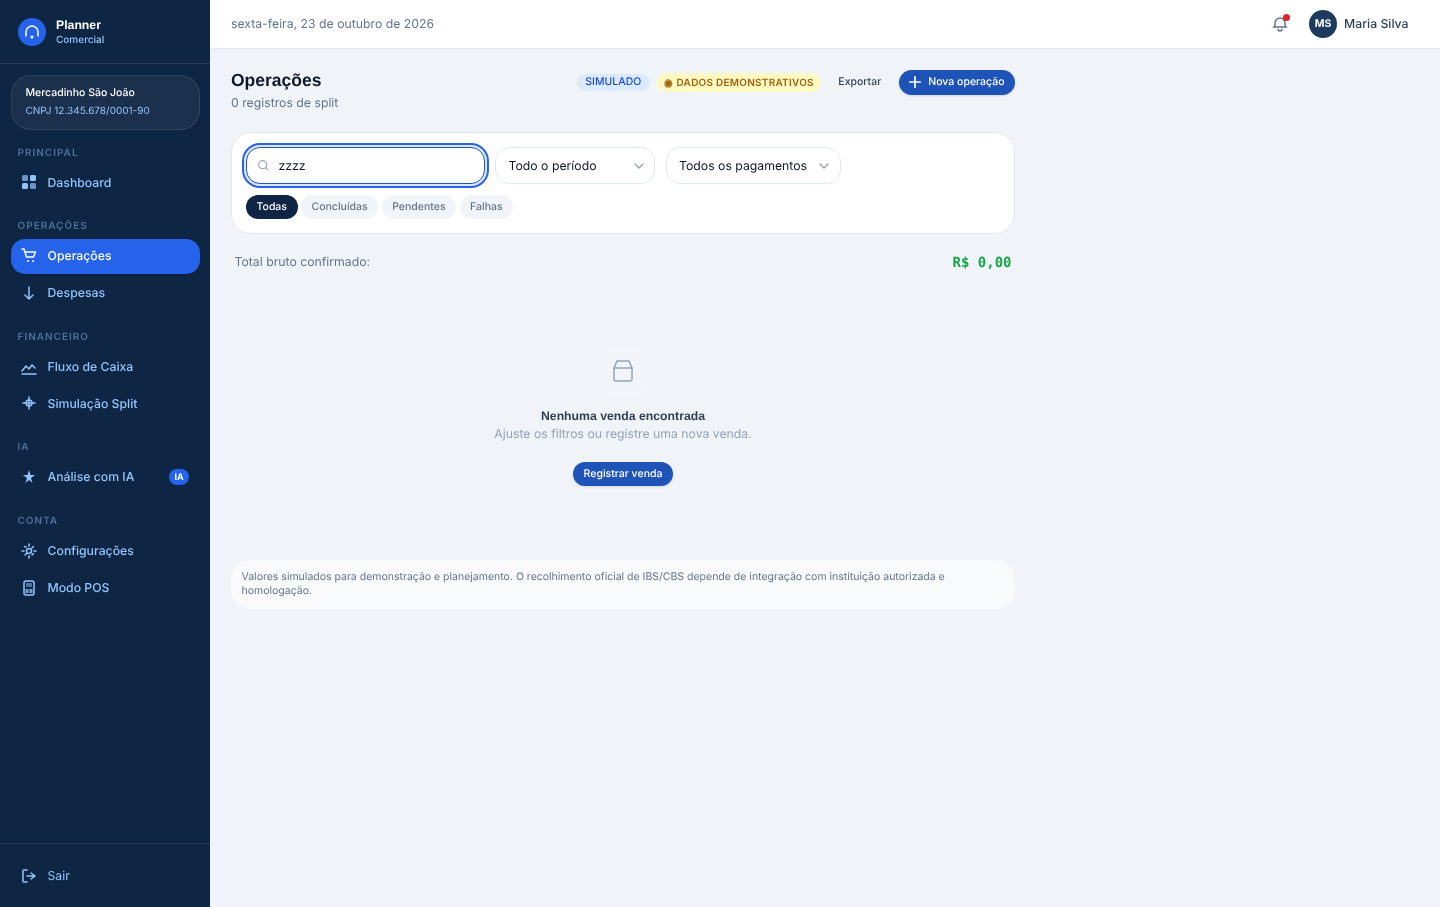 Planner
Comercial
Mercadinho São João
CNPJ 12.345.678/0001-90
PRINCIPAL
Dashboard
OPERAÇÕES
Operações
Despesas
FINANCEIRO
Fluxo de Caixa
Simulação Split
IA
Análise com IA
IA
CONTA
Configurações
Modo POS
Sair
sexta-feira, 23 de outubro de 2026
MS
Maria Silva
Operações
0 registros de split
SIMULADO
◉ DADOS DEMONSTRATIVOS
Exportar
Nova operação
zzzz
Todo o período
Todos os pagamentos
Todas
Concluídas
Pendentes
Falhas
Total bruto confirmado:
R$ 0,00
Nenhuma venda encontrada
Ajuste os filtros ou registre uma nova venda.
Registrar venda
Valores simulados para demonstração e planejamento. O recolhimento oficial de IBS/CBS depende de integração com instituição autorizada e
homologação.